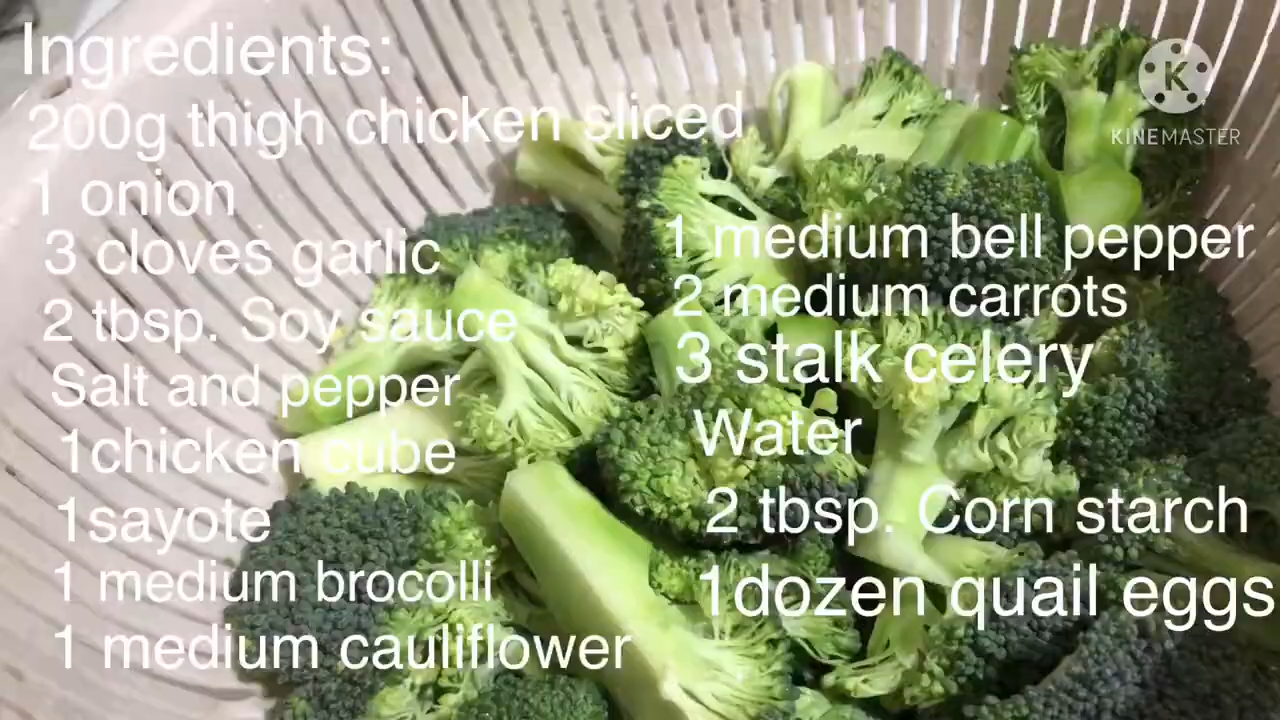 Ingredients:
200g thigh chicken sliced
1 onion
3 cloves garlic
2 tbsp. Soy sauce
Salt and pepper
1chicken cube
1sayote
1 medium brocolli
1 medium cauliflower
1 medium bell pepper
2 medium carrots
3 stalk celery
Water
2 tbsp. Corn starch
1dozen quail eggs
K
KINEMASTER